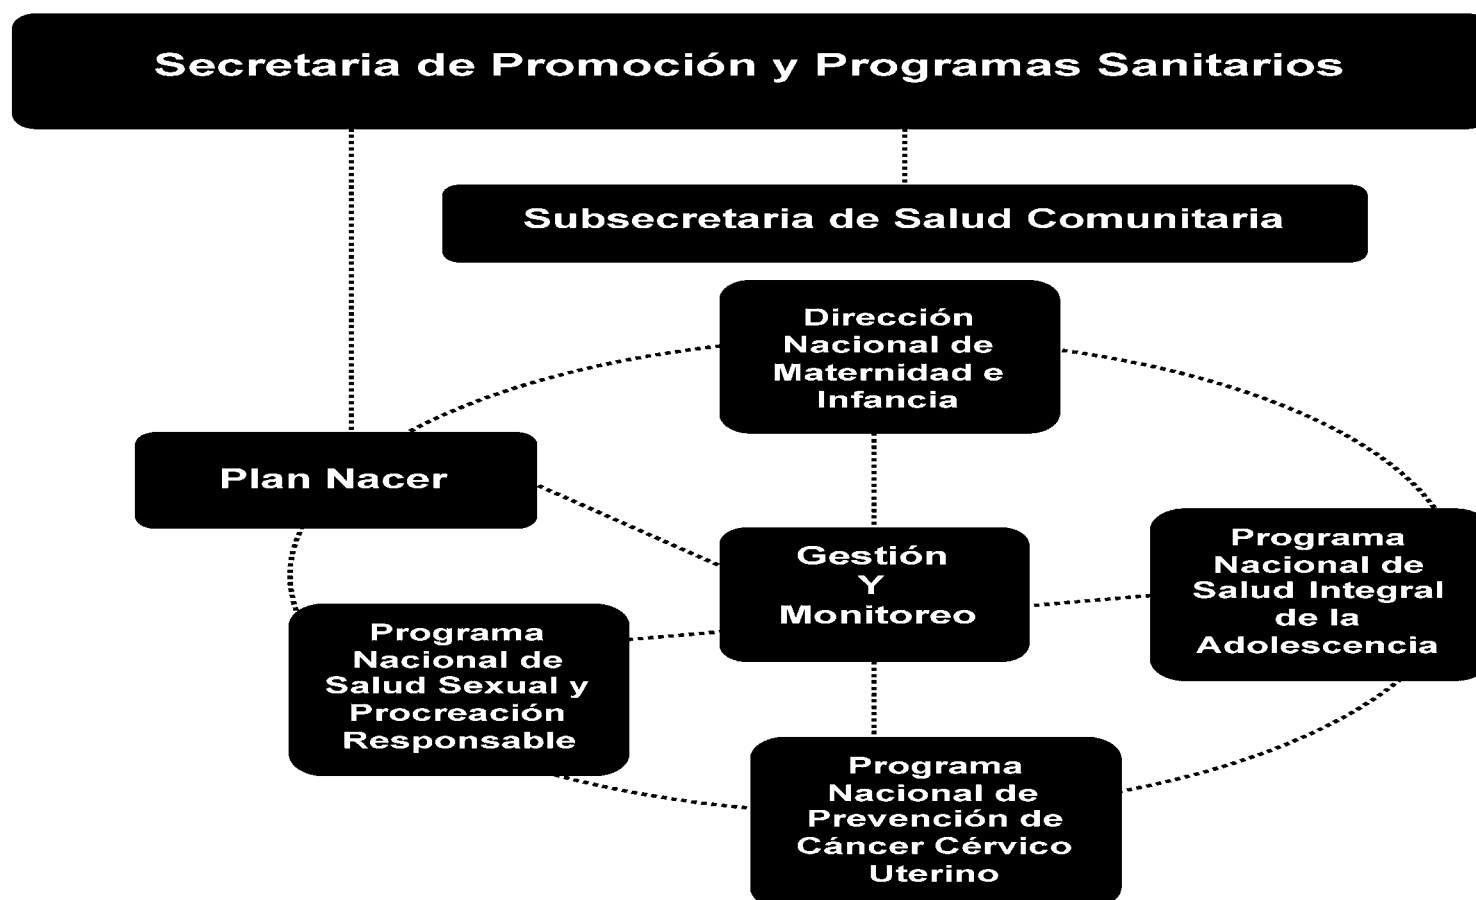 Secretaria de Promoción y Programas Sanitarios
Subsecretaria de Salud Comunitaria
Dirección
Nacional de
Maternidad e
Infancia
Plan Nacer
Gestión
Y
Monitoreo
Programa
Nacional de
Salud Integral
de la
Adolescencia
Programa
Nacional de
Salud Sexual y
Procreación
Responsable
Programa
Nacional de
Prevención de
Cáncer Cérvico
Uterino